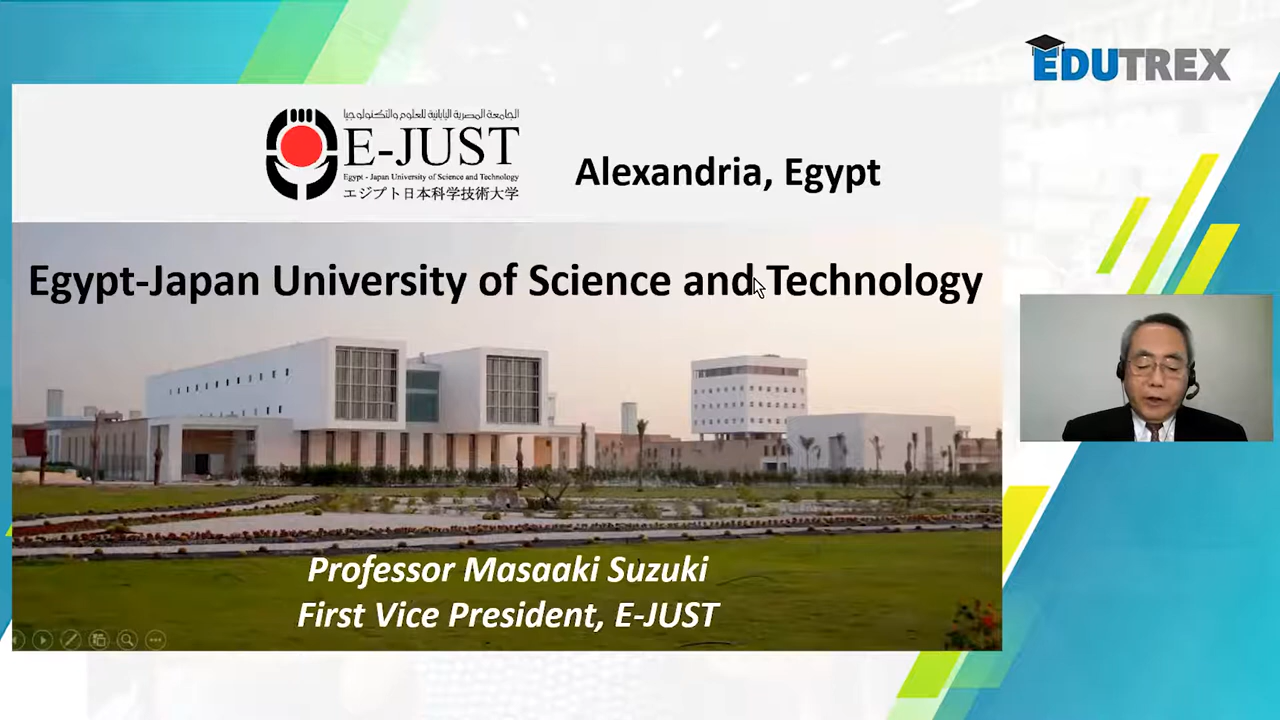 EDUTREX
الجامعة المصرية اليابانية للعلوم والتكنولوجيا
E-JUST
Egypt - Japan University of Science and Technology
エジプト日本科学技術大学
Alexandria, Egypt
Egypt-Japan University of Science and Technology
Professor Masaaki Suzuki
First Vice President, E-JUST